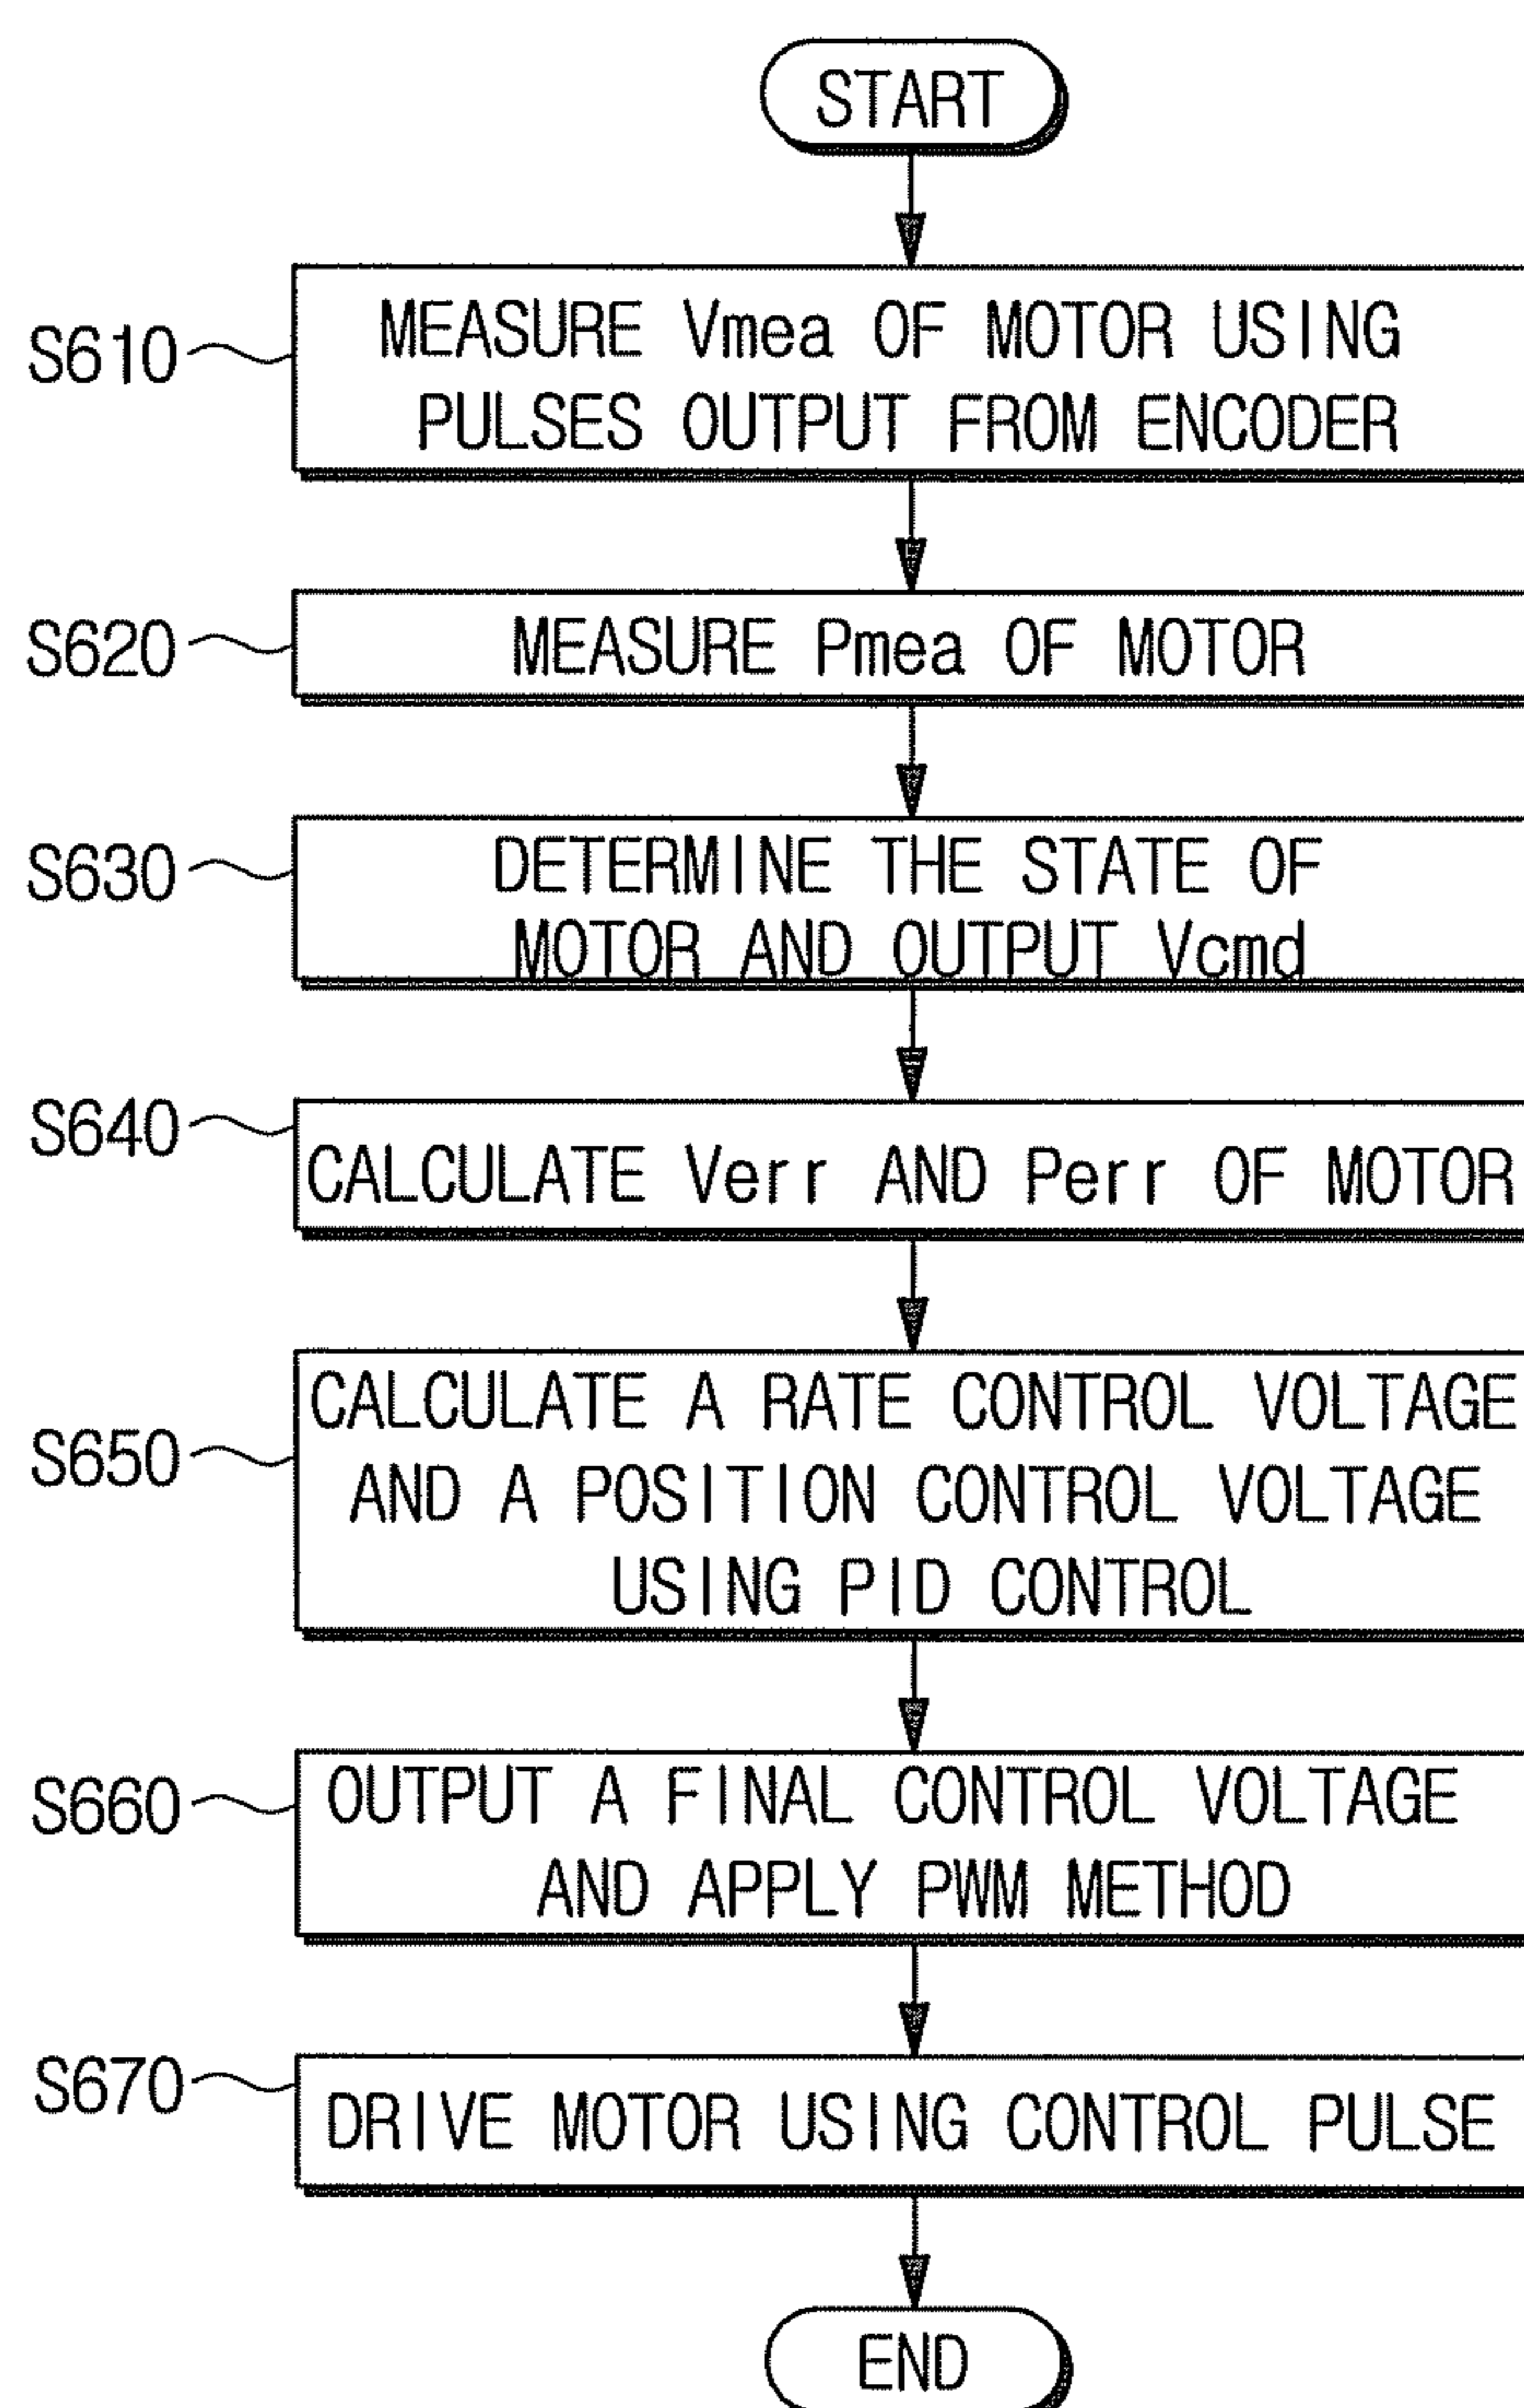 START
S610
MEASURE Vmea OF MOTOR USING
PULSES OUTPUT FROM ENCODER
S620
MEASURE Pmea OF MOTOR
S630
DETERMINE THE STATE OF
MOTOR AND OUTPUT Vcmd
S640
CALCULATE Verr AND Perr OF MOTOR
S650
CALCULATE A RATE CONTROL VOLTAGE
AND A POSITION CONTROL VOLTAGE
USING PID CONTROL
S660
OUTPUT A FINAL CONTROL VOLTAGE
AND APPLY PWM METHOD
S670
DRIVE MOTOR USING CONTROL PULSE
END